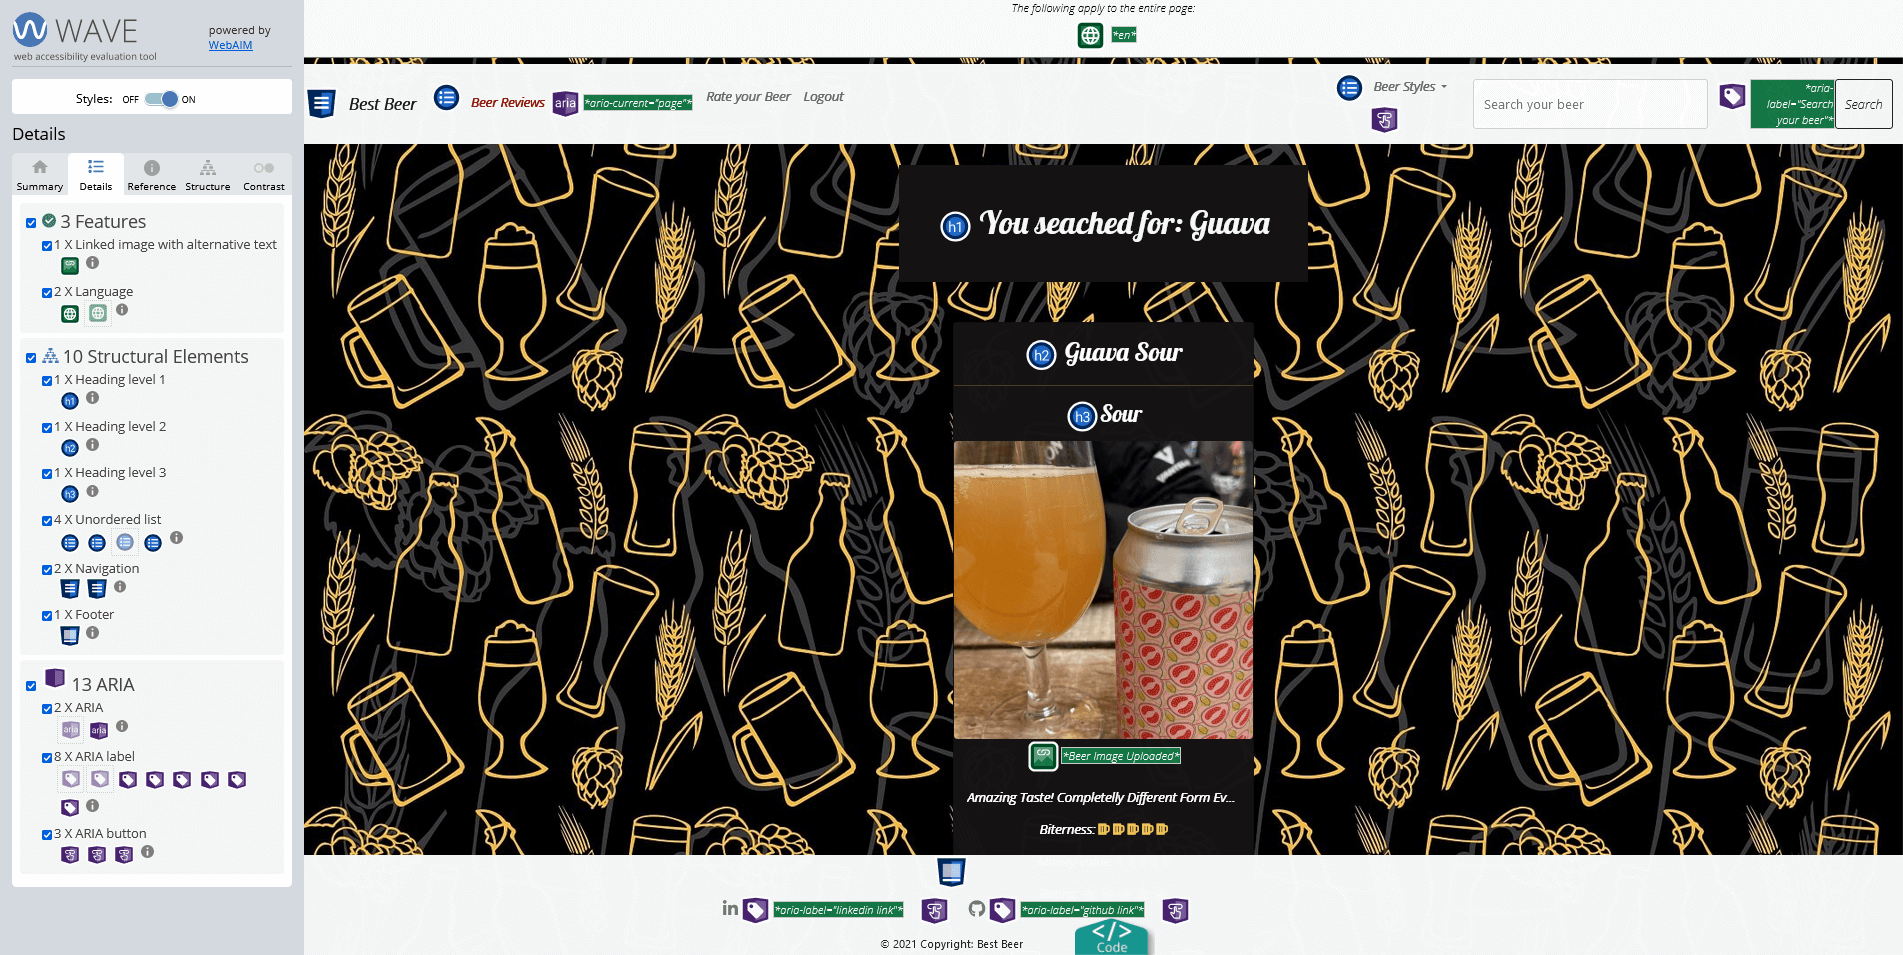 WAVE
web accessibility evaluation tool
powered by
WebAIM
Styles: OFF ON
Details
Summary Details Reference Structure Contrast
3 Features
1 X Linked image with alternative text
2 X Language
10 Structural Elements
1 X Heading level 1
h1
1 X Heading level 2
h2
1 X Heading level 3
h3
4 X Unordered list
2 X Navigation
1 X Footer
13 ARIA
2 X ARIA
aria aria
8 X ARIA label
3 X ARIA button
The following apply to the entire page:
*en*
Best Beer Beer Reviews aria *aria-current="page"* Rate your Beer Logout
Beer Styles
Search your beer
*aria-
label="Search
your beer"*
Search
h1 You seached for: Guava
h2 Guava Sour
h3 Sour
*Beer Image Uploaded*
Amazing Taste! Completelly Different Form Ev...
Biterness:
in *aria-label="linkedin link"* *aria-label="github link"*
© 2021 Copyright: Best Beer
</>
Code